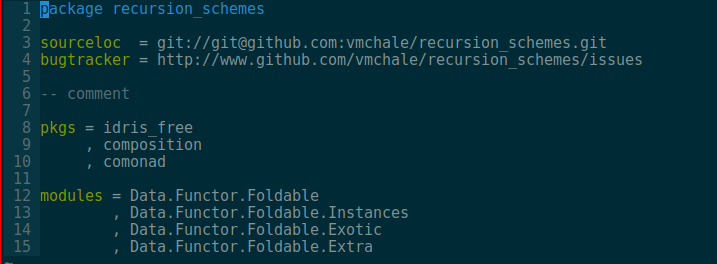 1 package recursion_schemes
2
3 sourceloc  = git://git@github.com:vmchale/recursion_schemes.git
4 bugtracker = http://www.github.com/vmchale/recursion_schemes/issues
5
6 -- comment
7
8 pkgs = idris_free
9      , composition
10      , comonad
11
12 modules = Data.Functor.Foldable
13         , Data.Functor.Foldable.Instances
14         , Data.Functor.Foldable.Exotic
15         , Data.Functor.Foldable.Extra
~